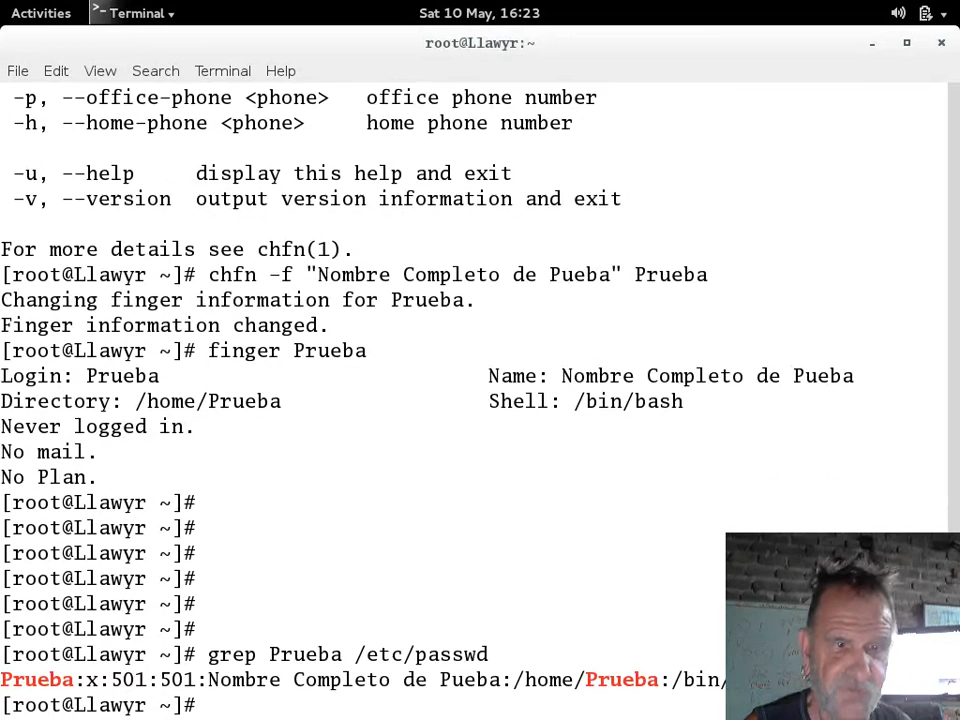 Activities >_ Terminal Sat 10 May, 16:23
root@Llawyr:~
File Edit View Search Terminal Help
-p, --office-phone <phone> office phone number
-h, --home-phone <phone> home phone number
-u, --help display this help and exit
-v, --version output version information and exit
For more details see chfn(1).
[root@Llawyr ~]# chfn -f "Nombre Completo de Pueba" Prueba
Changing finger information for Prueba.
Finger information changed.
[root@Llawyr ~]# finger Prueba
Login: Prueba Name: Nombre Completo de Pueba
Directory: /home/Prueba Shell: /bin/bash
Never logged in.
No mail.
No Plan.
[root@Llawyr ~]#
[root@Llawyr ~]#
[root@Llawyr ~]#
[root@Llawyr ~]#
[root@Llawyr ~]#
[root@Llawyr ~]#
[root@Llawyr ~]# grep Prueba /etc/passwd
Prueba:x:501:501:Nombre Completo de Pueba:/home/Prueba:/bin/
[root@Llawyr ~]#